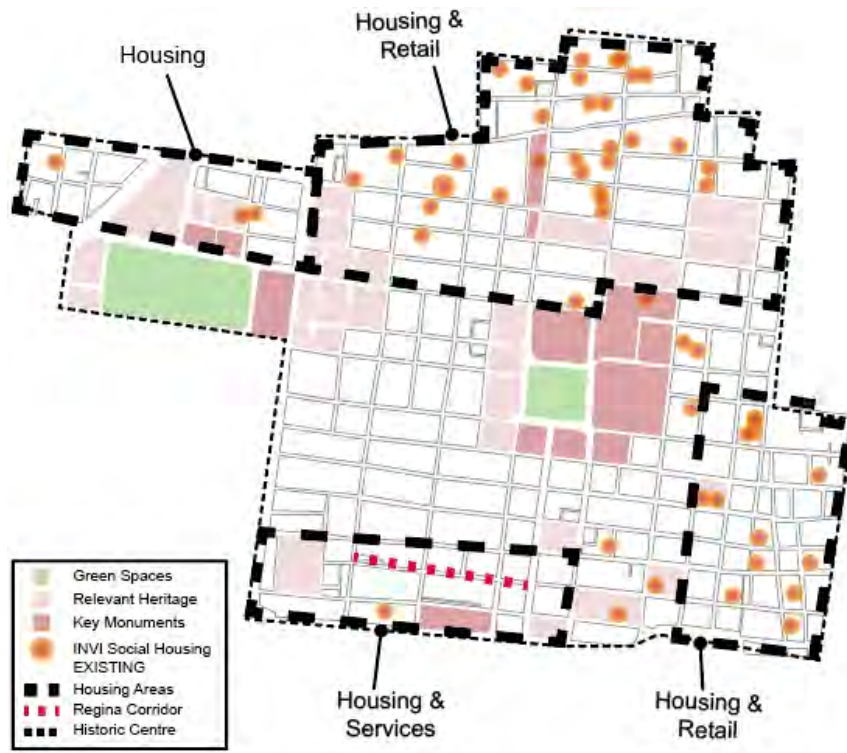 Housing
Housing &
Retail
Green Spaces
Relevant Heritage
Key Monuments
INVI Social Housing
EXISTING
Housing Areas
Regina Corridor
Historic Centre
Housing &
Services
Housing &
Retail